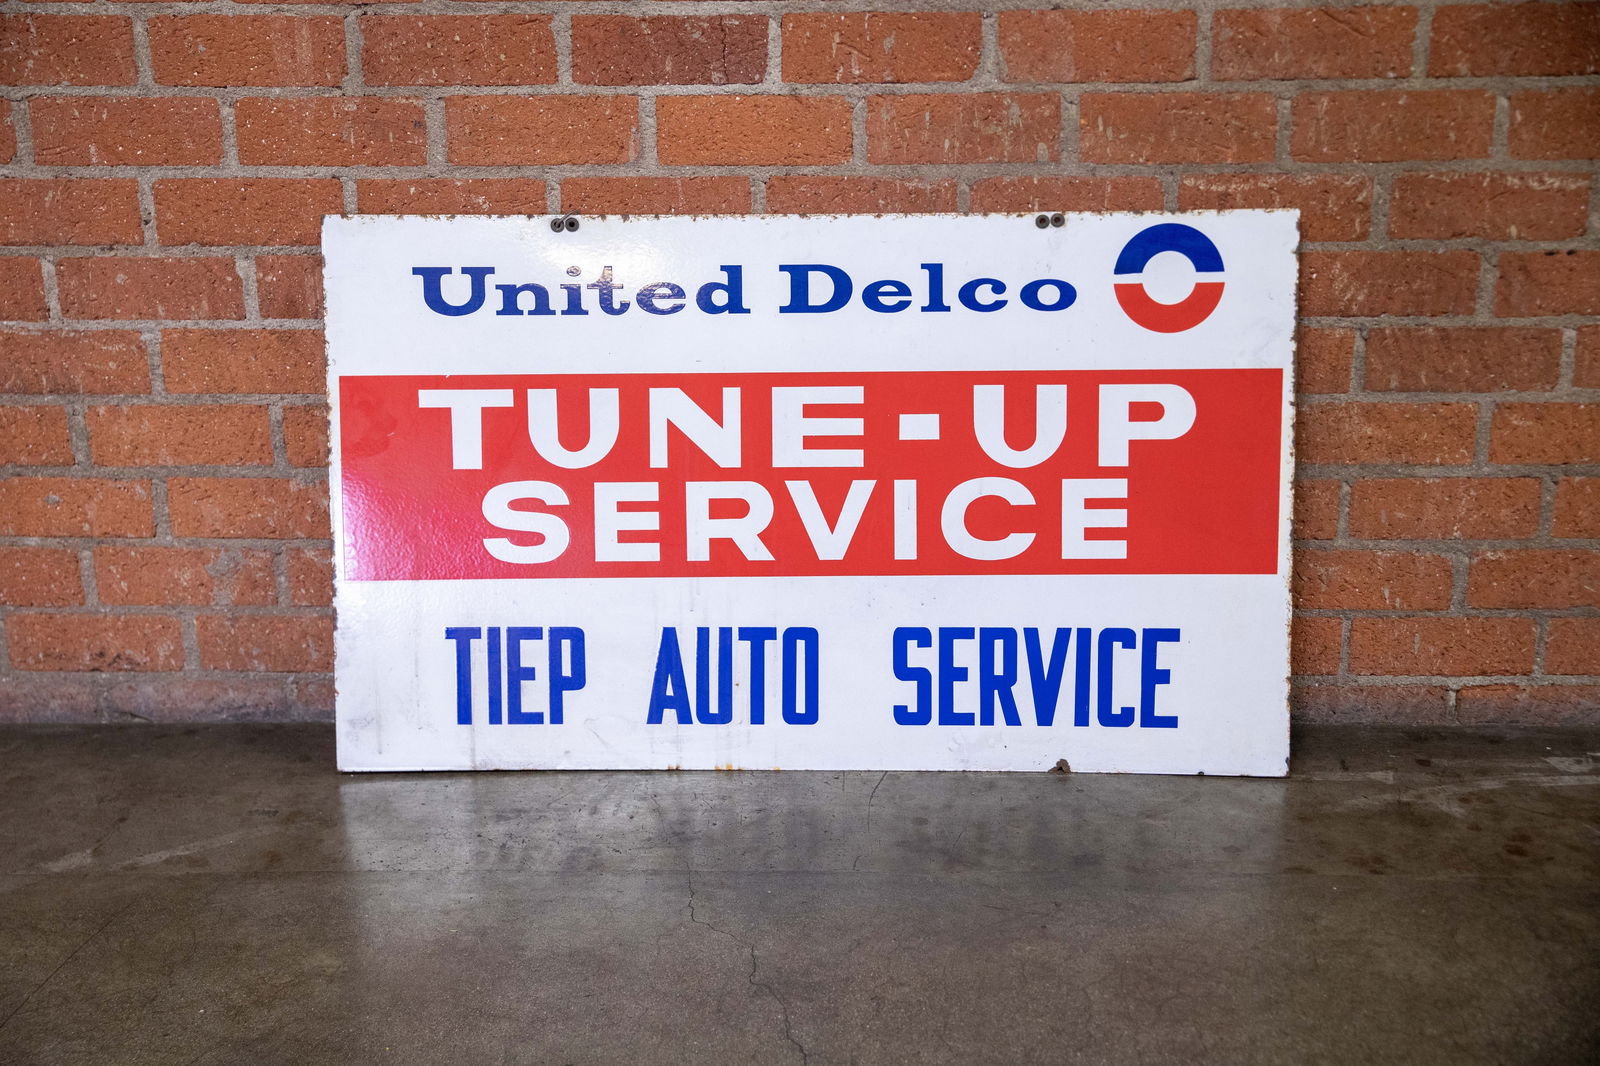 United Delco
TUNE-UP
SERVICE
TIEP AUTO SERVICE